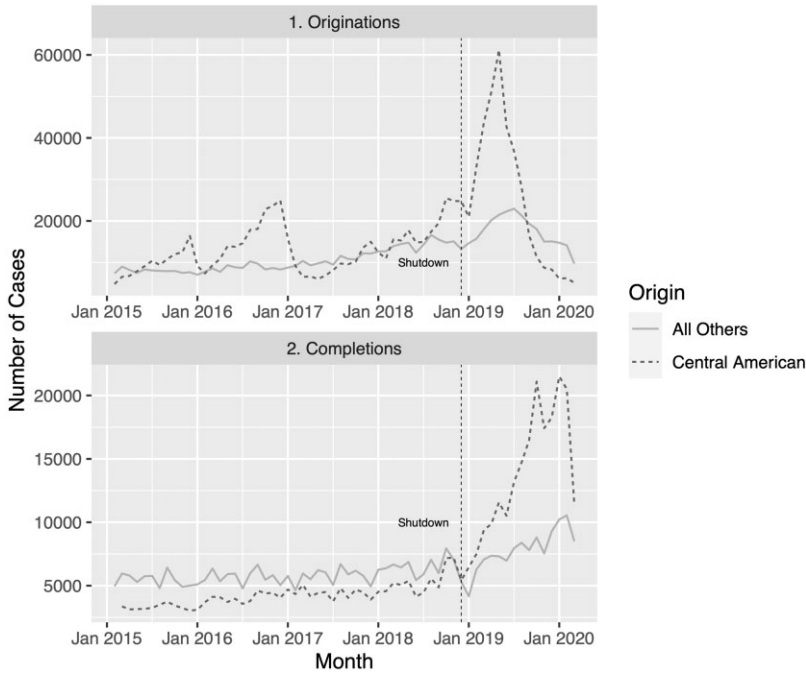 1. Originations
60000
40000
20000
Shutdown
Jan 2015 Jan 2016 Jan 2017 Jan 2018 Jan 2019 Jan 2020
Number of Cases
2. Completions
20000
15000
10000
5000
Shutdown
Jan 2015 Jan 2016 Jan 2017 Jan 2018 Jan 2019 Jan 2020
Month
Origin
All Others
Central American